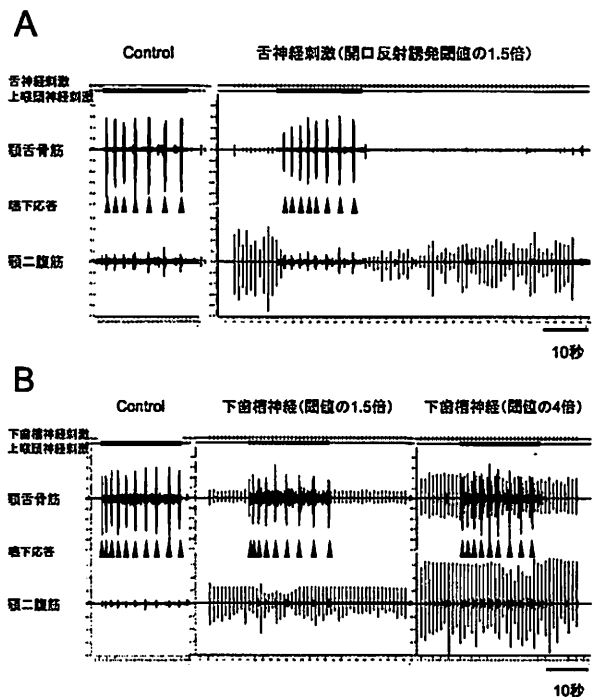 A
Control
舌神経刺激(開口反射誘発閾値の1.5倍)
舌神経刺激
上喉頭神経刺激
顎舌骨筋
嚥下応答
顎二腹筋
10秒
B
Control
下歯槽神経(閾値の1.5倍)
下歯槽神経(閾値の4倍)
下歯槽神経刺激
上喉頭神経刺激
顎舌骨筋
嚥下応答
顎二腹筋
10秒